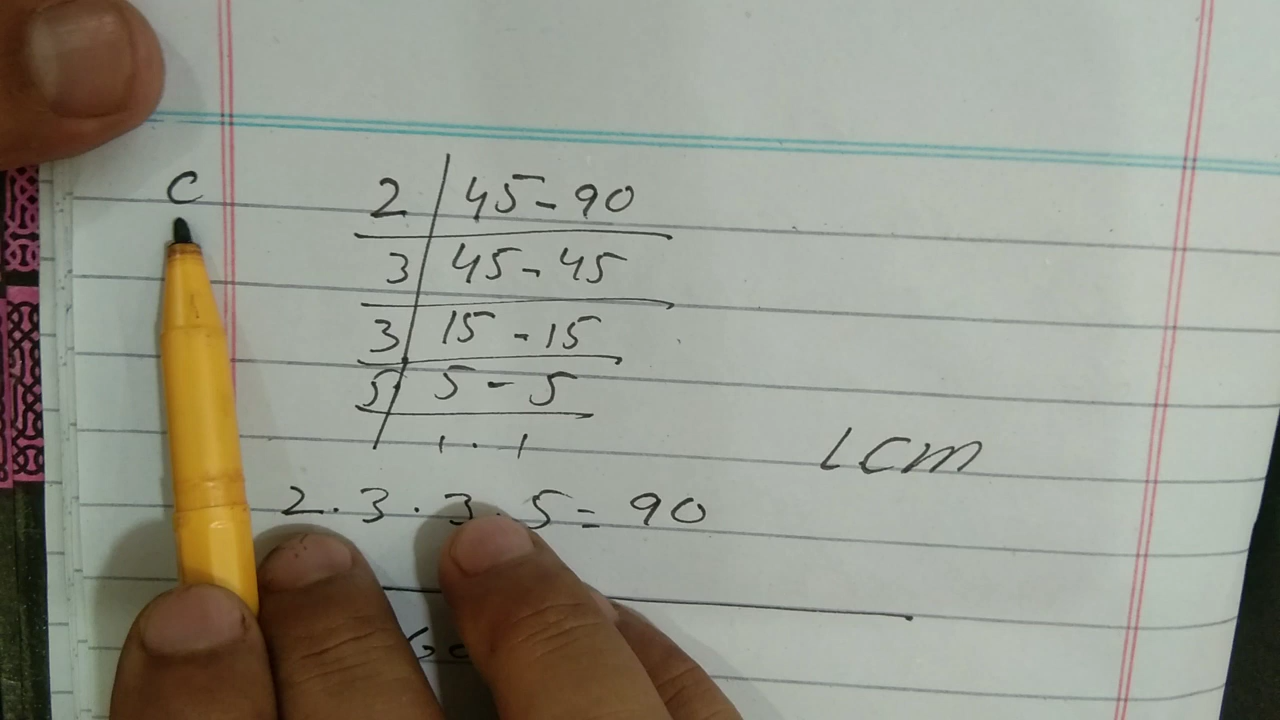 C 2 | 45 - 90
3 | 45 - 45
3 | 15 - 15
5 | 5 - 5
1 . 1
LCM
2 . 3 . 3 . 5 = 90